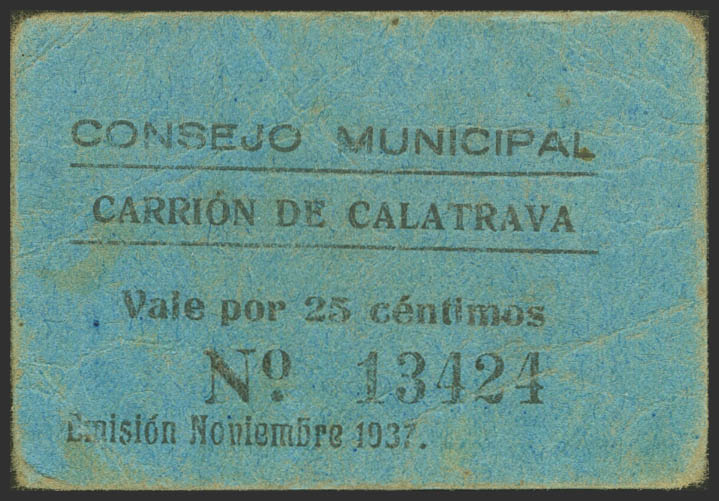 CONSEJO MUNICIPAL
CARRIÓN DE CALATRAVA
Vale por 25 céntimos
Nº 13424
Emisión Noviembre 1937.